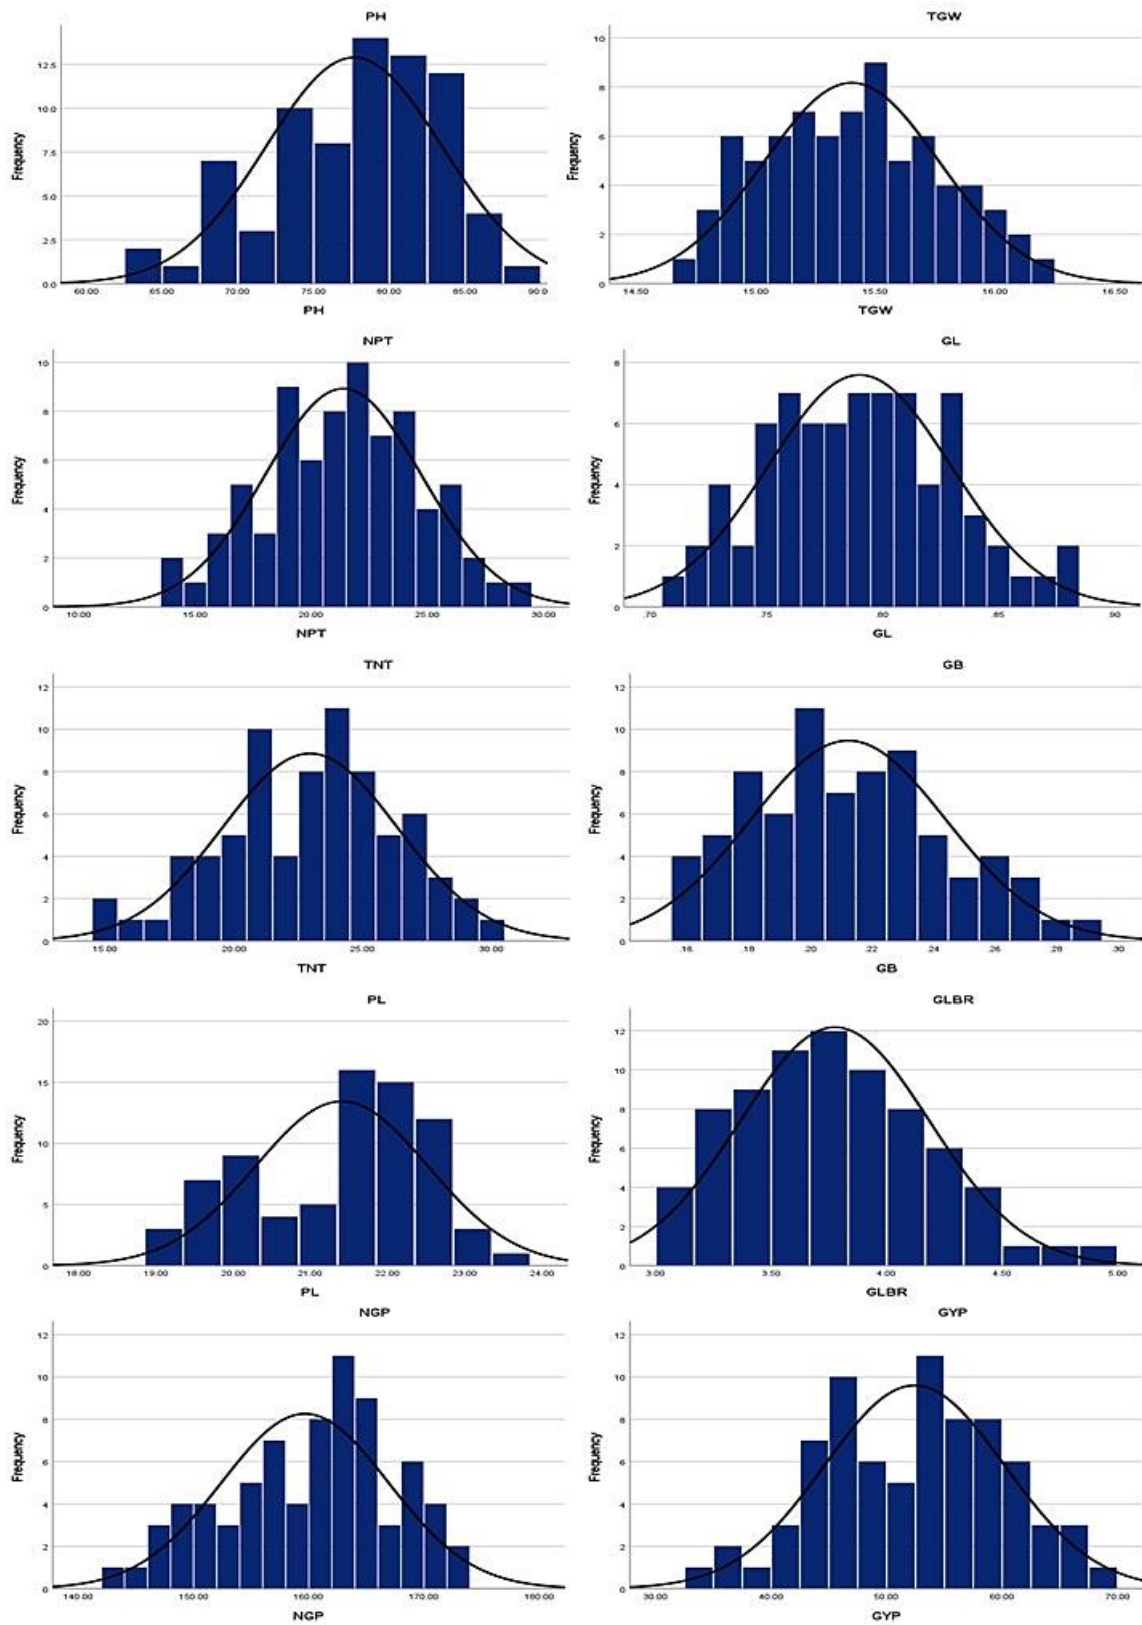 PH
12.5
10.0
7.5
5.0
2.5
0.0
Frequency
60.00 65.00 70.00 75.00 80.00 85.00 90.0
PH
TGW
10
8
6
4
2
0
Frequency
14.50 15.00 15.50 16.00 16.50
TGW
NPT
10
8
6
4
2
0
Frequency
10.00 15.00 20.00 25.00 30.00
NPT
GL
8
6
4
2
0
Frequency
.70 .75 .80 .85 .90
GL
TNT
12
10
8
6
4
2
0
Frequency
15.00 20.00 25.00 30.00
TNT
GB
12
10
8
6
4
2
0
Frequency
.16 .18 .20 .22 .24 .26 .28 .30
GB
PL
20
15
10
5
0
Frequency
18.00 19.00 20.00 21.00 22.00 23.00 24.00
PL
GLBR
12
10
8
6
4
2
0
Frequency
3.00 3.50 4.00 4.50 5.00
GLBR
NGP
12
10
8
6
4
2
0
Frequency
140.00 150.00 160.00 170.00 180.00
NGP
GYP
12
10
8
6
4
2
0
Frequency
30.00 40.00 50.00 60.00 70.00
GYP